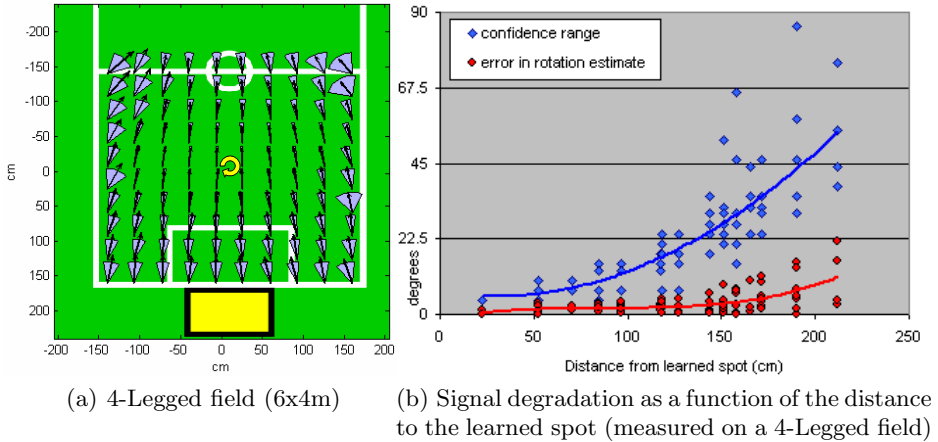 -200
-150
-100
-50
0
50
100
150
200
cm
-200 -150 -100 -50 0 50 100 150 200
cm
(a) 4-Legged field (6x4m)
90
67.5
45
22.5
0
degrees
confidence range
error in rotation estimate
0 50 100 150 200 250
Distance from learned spot (cm)
(b) Signal degradation as a function of the distance
to the learned spot (measured on a 4-Legged field)